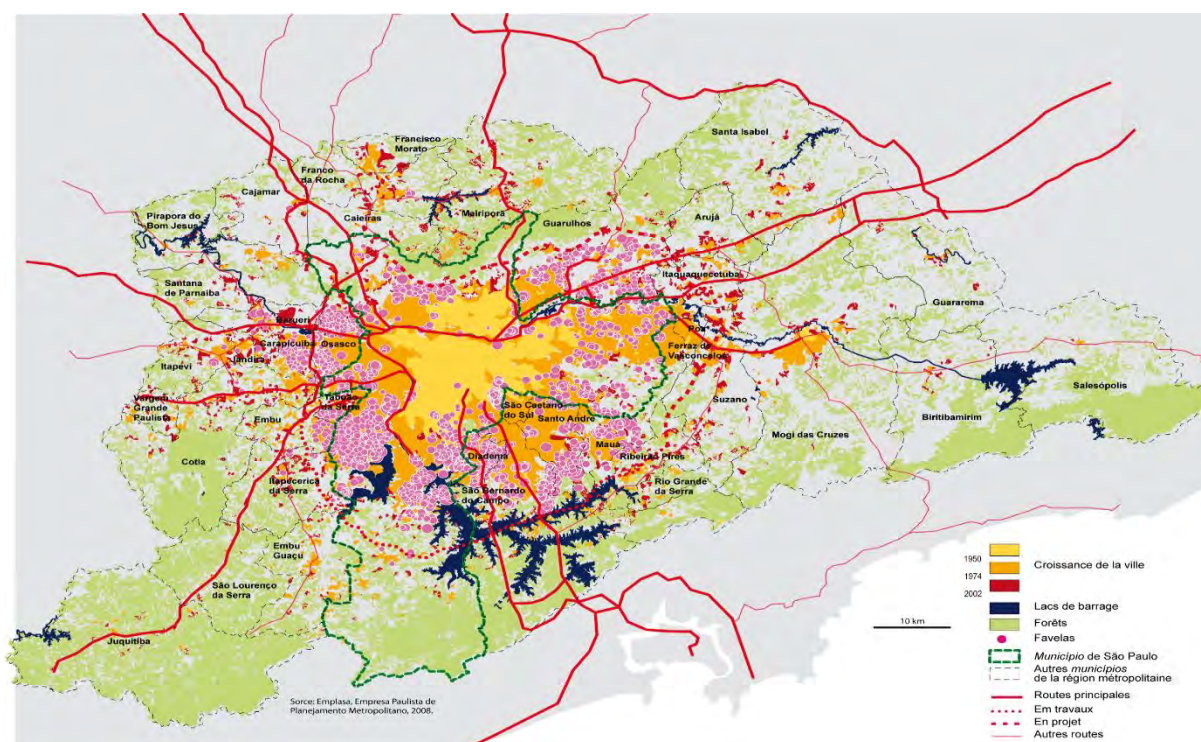 Francisco
Morato
Santa Isabel
Franco
da Rocha
Cajamar
Pirapora do
Bom Jesus
Caieiras
Mairiporã
Guarulhos
Arujá
Itaquaquecetuba
Santana
de Parnaiba
Guararema
Barueri
Poá
Carapicuiba
Osasco
Jandira
Ferraz de
Vasconcelos
Itapevi
Salesópolis
Vargem
Grande
Paulista
Taboão
da Serra
Suzano
São Caetano
do Sul
Santo André
Biritibamirim
Embu
Mogi das Cruzes
Mauá
Diadema
Ribeirão Pires
Cotia
Itapecerica
da Serra
São Bernardo
do Campo
Rio Grande
da Serra
Embu
Guaçu
São Lourenço
da Serra
Juquitiba
1950
1974
2002
Croissance de la ville
Lacs de barrage
Forêts
Favelas
Município de São Paulo
Autres municípios
de la région métropolitaine
Routes principales
Em travaux
En projet
Autres routes
10 km
Sorce: Emplasa, Empresa Paulista de
Planejamento Metropolitano, 2008.